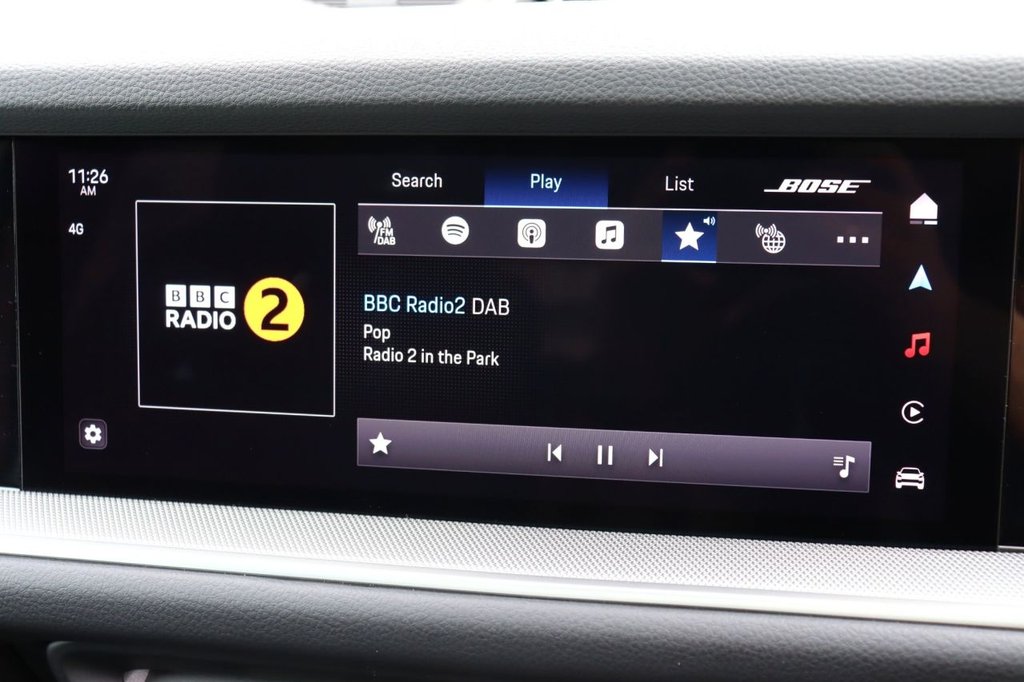 11:26
AM
4G
Search
Play
List
BOSE
FM
DAB
BBC
RADIO 2
BBC Radio2 DAB
Pop
Radio 2 in the Park